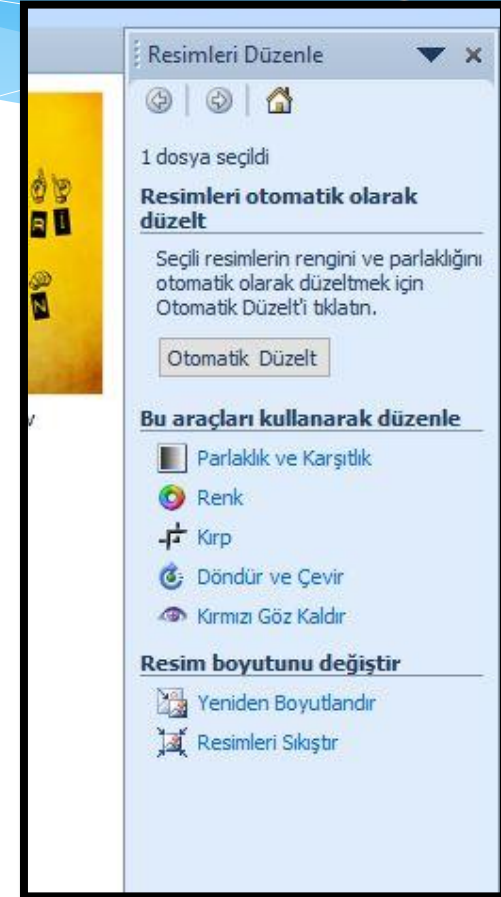 Resimleri Düzenle
1 dosya seçildi
Resimleri otomatik olarak
düzelt
Seçili resimlerin rengini ve parlaklığını
otomatik olarak düzeltmek için
Otomatik Düzelt'i tıklatın.
Otomatik Düzelt
Bu araçları kullanarak düzenle
Parlaklık ve Karşıtlık
Renk
Kırp
Döndür ve Çevir
Kırmızı Göz Kaldır
Resim boyutunu değiştir
Yeniden Boyutlandır
Resimleri Sıkıştır